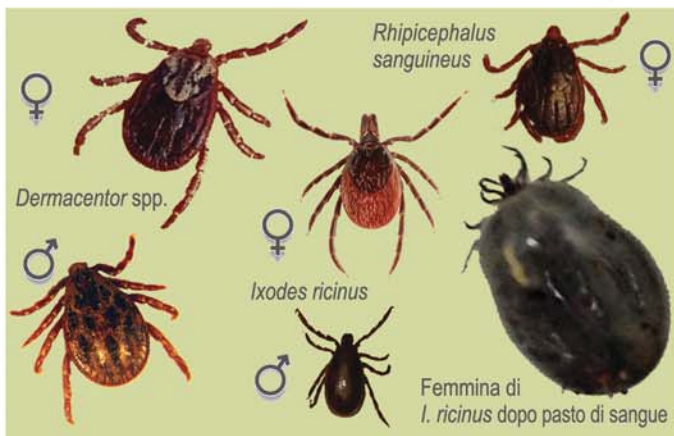 Rhipicephalus
sanguineus
Dermacentor spp.
Ixodes ricinus
Femmina di
I. ricinus dopo pasto di sangue